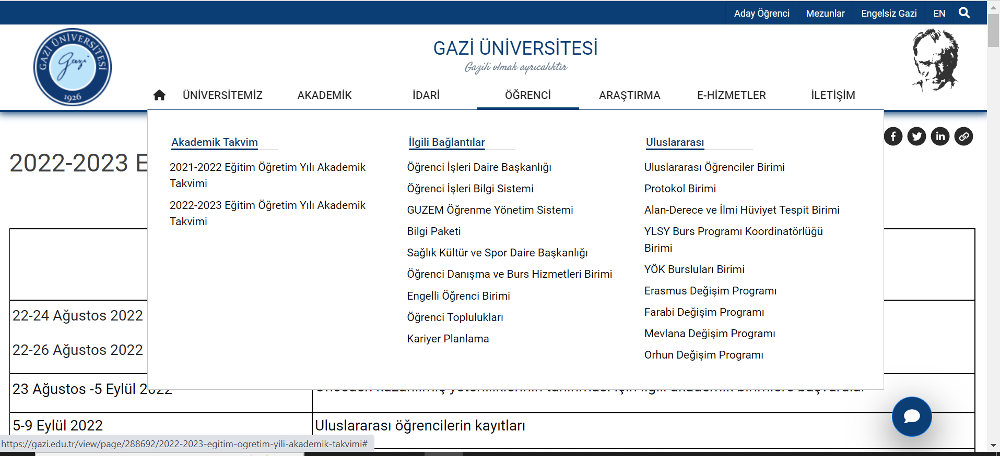 Aday Öğrenci Mezunlar Engelsiz Gazi EN
GAZİ ÜNİVERSİTESİ
Gazi
1926
GAZİ ÜNİVERSİTESİ
Gazili olmak ayrıcalıktır
ÜNİVERSİTEMİZ AKADEMİK İDARİ ÖĞRENCİ ARAŞTIRMA E-HİZMETLER İLETİŞİM
2022-2023 E
Akademik Takvim
2021-2022 Eğitim Öğretim Yılı Akademik
Takvimi
2022-2023 Eğitim Öğretim Yılı Akademik
Takvimi
İlgili Bağlantılar
Öğrenci İşleri Daire Başkanlığı
Öğrenci İşleri Bilgi Sistemi
GUZEM Öğrenme Yönetim Sistemi
Bilgi Paketi
Sağlık Kültür ve Spor Daire Başkanlığı
Öğrenci Danışma ve Burs Hizmetleri Birimi
Engelli Öğrenci Birimi
Öğrenci Toplulukları
Kariyer Planlama
Uluslararası
Uluslararası Öğrenciler Birimi
Protokol Birimi
Alan-Derece ve İlmi Hüviyet Tespit Birimi
YLSY Burs Programı Koordinatörlüğü
Birimi
YÖK Bursluları Birimi
Erasmus Değişim Programı
Farabi Değişim Programı
Mevlana Değişim Programı
Orhun Değişim Programı
22-24 Ağustos 2022
22-26 Ağustos 2022
23 Ağustos -5 Eylül 2022
5-9 Eylül 2022 Uluslararası öğrencilerin kayıtları
https://gazi.edu.tr/view/page/288692/2022-2023-egitim-ogretim-yili-akademik-takvimi#